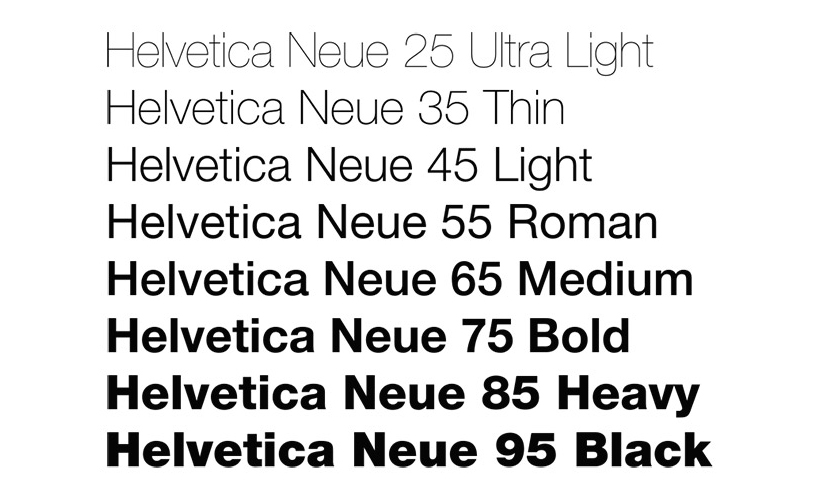 Helvetica Neue 25 Ultra Light
Helvetica Neue 35 Thin
Helvetica Neue 45 Light
Helvetica Neue 55 Roman
Helvetica Neue 65 Medium
Helvetica Neue 75 Bold
Helvetica Neue 85 Heavy
Helvetica Neue 95 Black